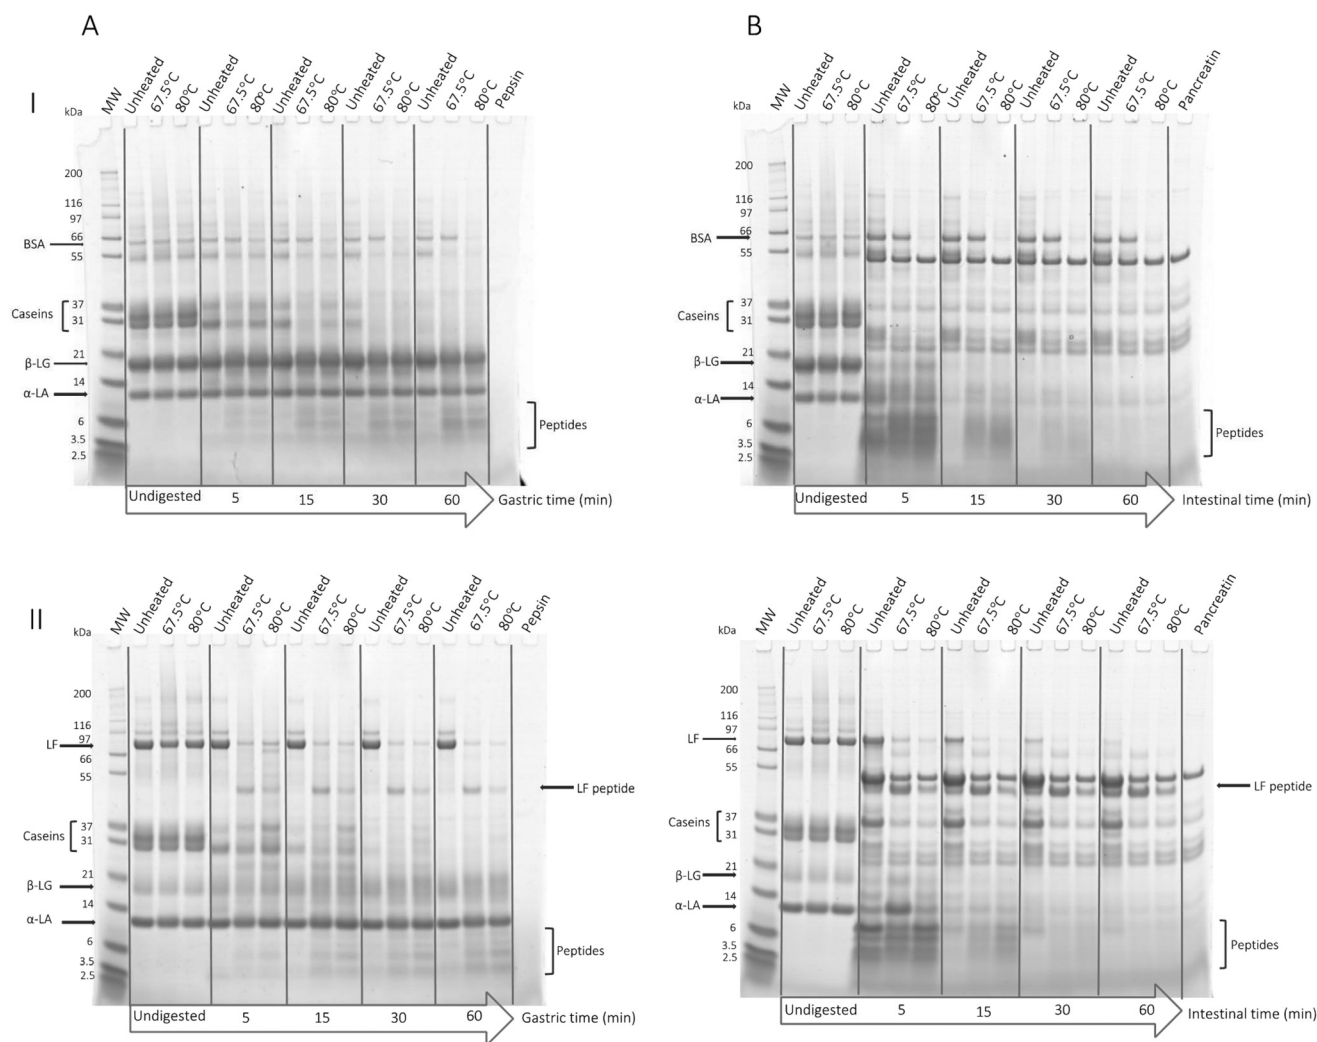 A
I
kDa
MW
Unheated
67.5°C
80°C
Unheated
67.5°C
80°C
Unheated
67.5°C
80°C
Unheated
67.5°C
80°C
Unheated
67.5°C
80°C
Pepsin
200
116
97
66
BSA
55
37
Caseins
31
21
β-LG
14
α-LA
6
3.5
2.5
Peptides
Undigested 5 15 30 60 Gastric time (min)
B
kDa
MW
Unheated
67.5°C
80°C
Unheated
67.5°C
80°C
Unheated
67.5°C
80°C
Unheated
67.5°C
80°C
Unheated
67.5°C
80°C
Pancreatin
200
116
97
66
BSA
55
37
Caseins
31
21
β-LG
14
α-LA
6
3.5
2.5
Peptides
Undigested 5 15 30 60 Intestinal time (min)
II
kDa
MW
Unheated
67.5°C
80°C
Unheated
67.5°C
80°C
Unheated
67.5°C
80°C
Unheated
67.5°C
80°C
Unheated
67.5°C
80°C
Pepsin
200
116
97
LF
66
55
LF peptide
37
Caseins
31
21
β-LG
14
α-LA
6
3.5
2.5
Peptides
Undigested 5 15 30 60 Gastric time (min)
kDa
MW
Unheated
67.5°C
80°C
Unheated
67.5°C
80°C
Unheated
67.5°C
80°C
Unheated
67.5°C
80°C
Unheated
67.5°C
80°C
Pancreatin
200
116
97
LF
66
55
LF peptide
37
Caseins
31
21
β-LG
14
α-LA
6
3.5
2.5
Peptides
Undigested 5 15 30 60 Intestinal time (min)